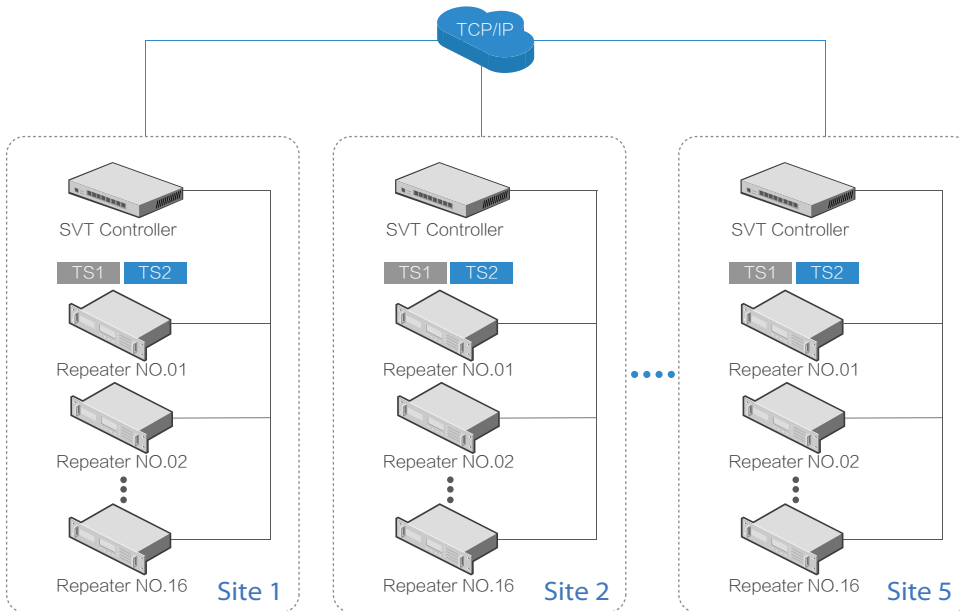 TCP/IP
SVT Controller
TS1 TS2
Repeater NO.01
Repeater NO.02
Repeater NO.16
Site 1
SVT Controller
TS1 TS2
Repeater NO.01
Repeater NO.02
Repeater NO.16
Site 2
SVT Controller
TS1 TS2
Repeater NO.01
Repeater NO.02
Repeater NO.16
Site 5